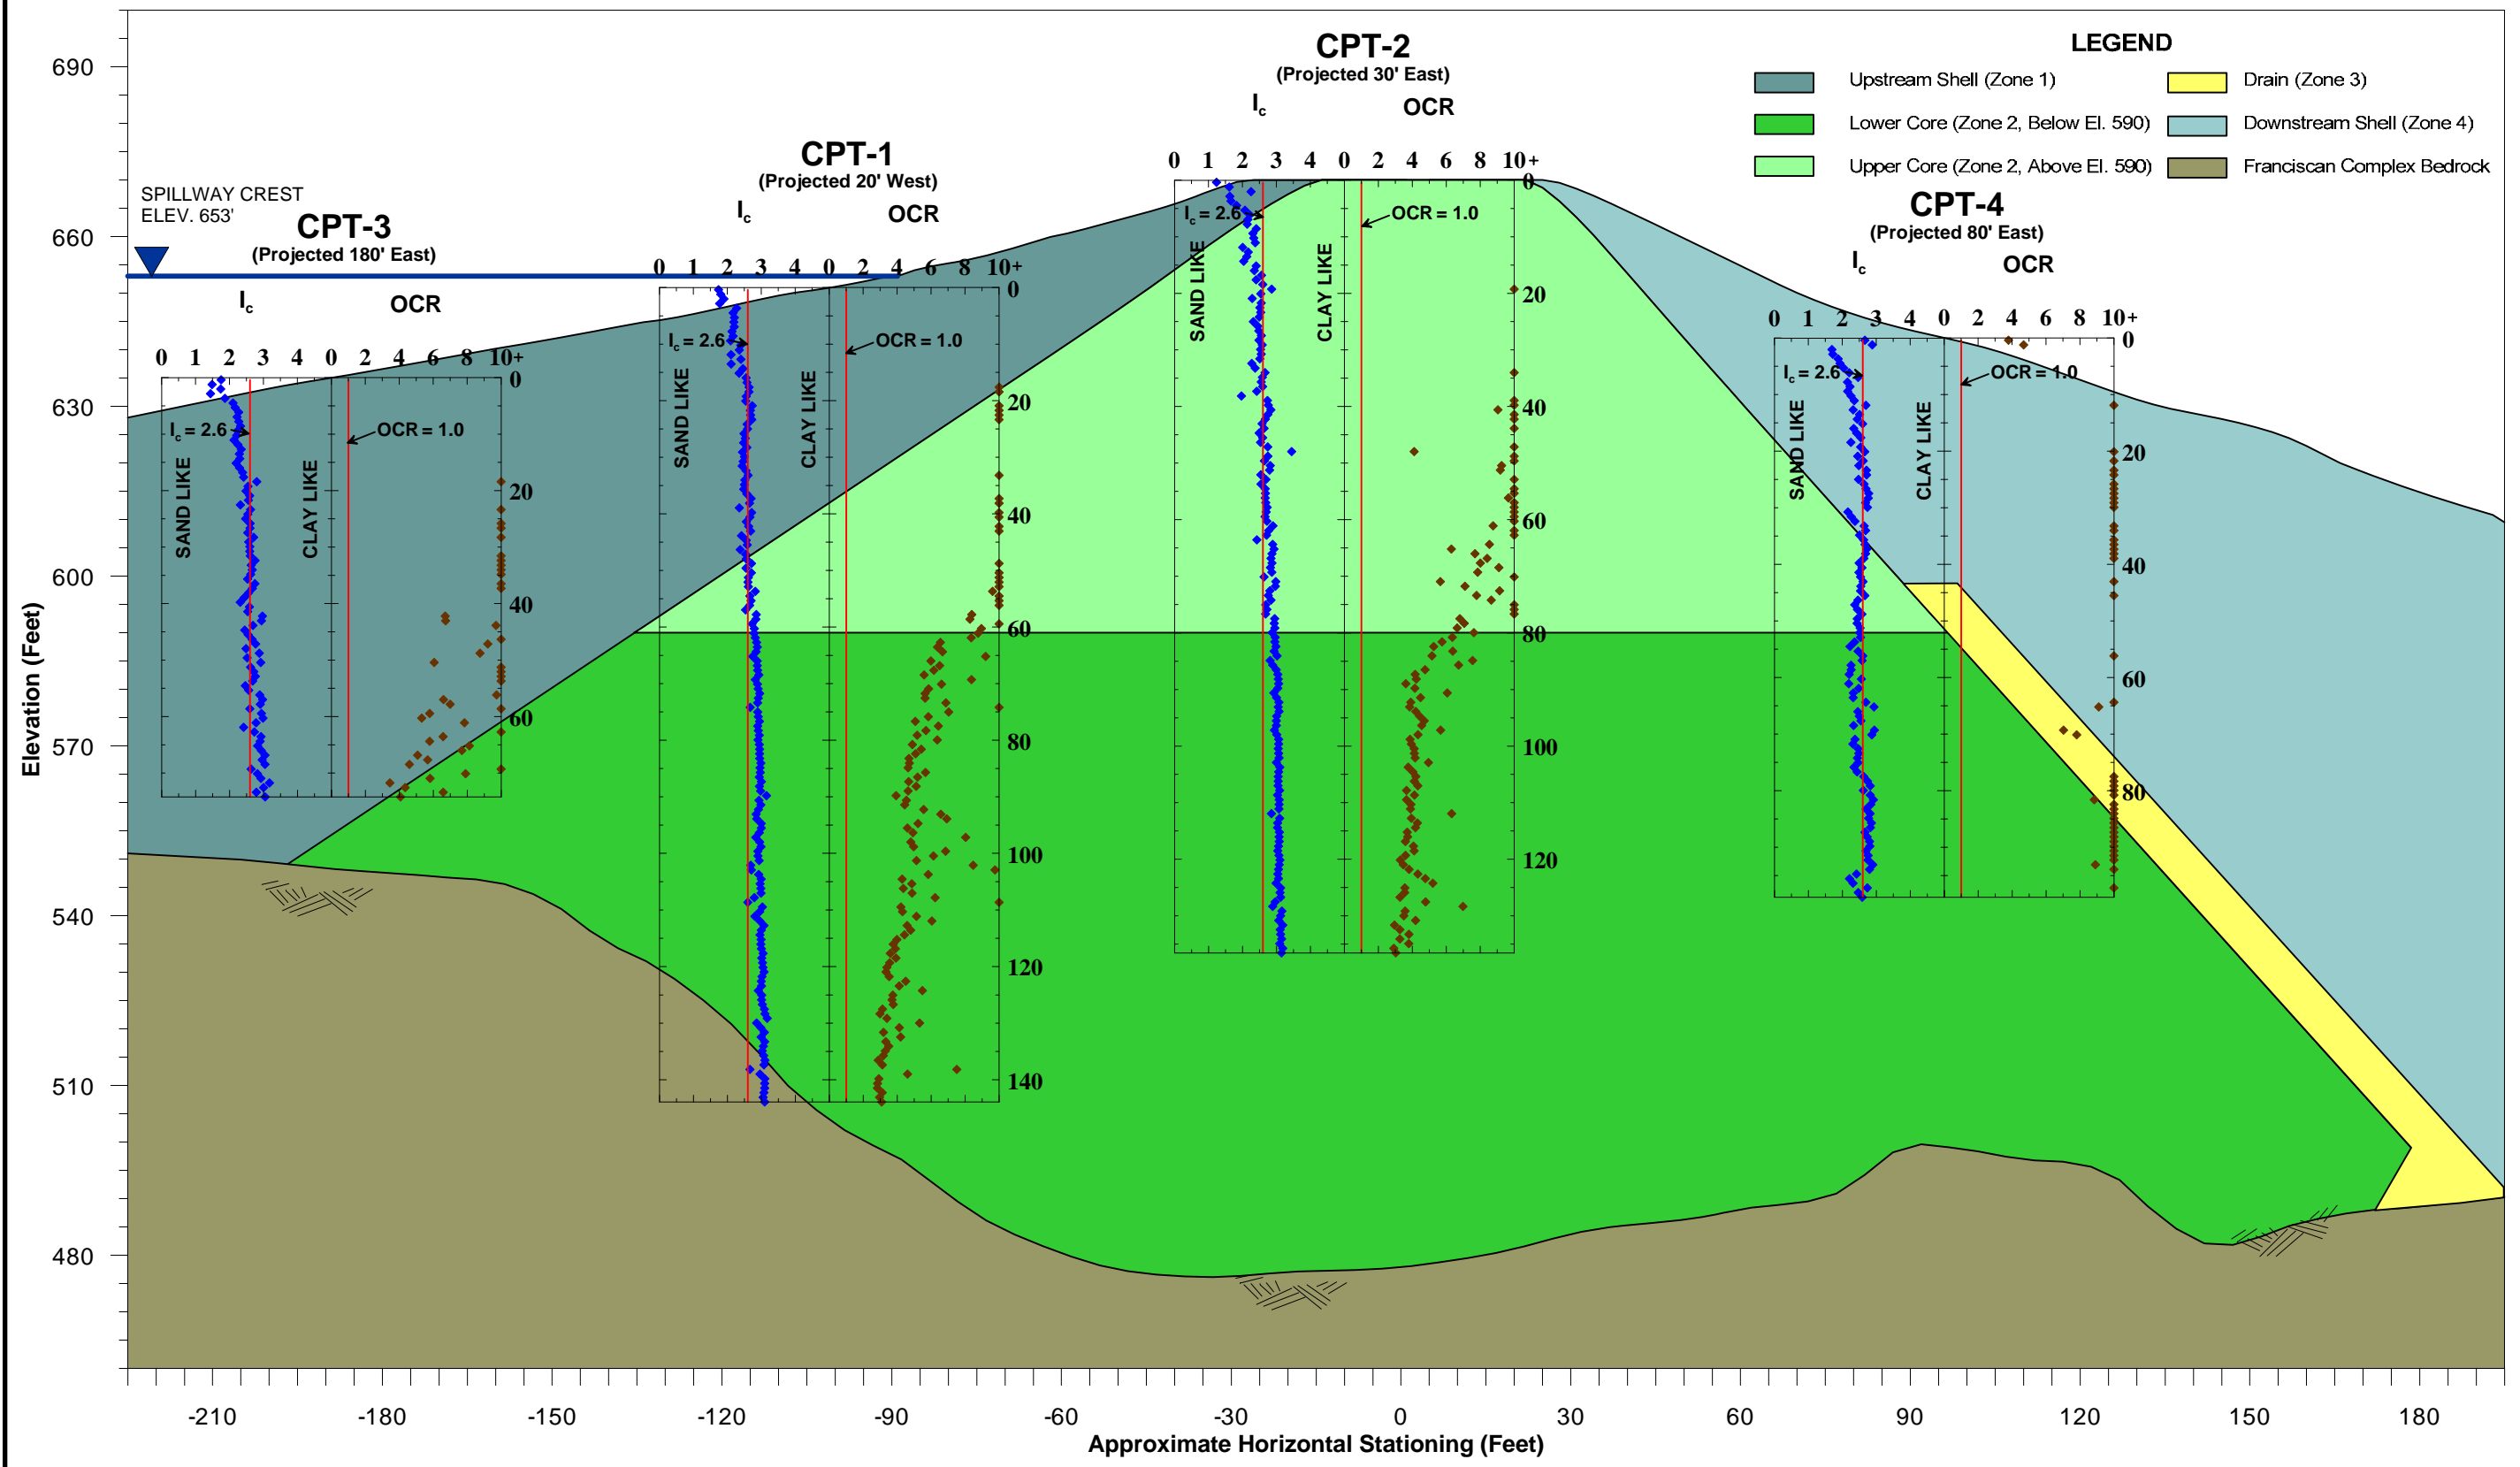 CPT-2
(Projected 30' East)
Ic OCR
0 1 2 3 4 0 2 4 6 8 10+
Ic = 2.6
OCR = 1.0
SAND LIKE
CLAY LIKE
0
20
40
60
80
100
120
LEGEND
Upstream Shell (Zone 1)
Drain (Zone 3)
Lower Core (Zone 2, Below El. 590)
Downstream Shell (Zone 4)
Upper Core (Zone 2, Above El. 590)
Franciscan Complex Bedrock
CPT-1
(Projected 20' West)
Ic OCR
0 1 2 3 4 0 2 4 6 8 10+
Ic = 2.6
OCR = 1.0
SAND LIKE
CLAY LIKE
0
20
40
60
80
100
120
140
SPILLWAY CREST
ELEV. 653'
CPT-3
(Projected 180' East)
Ic OCR
0 1 2 3 4 0 2 4 6 8 10+
Ic = 2.6
OCR = 1.0
SAND LIKE
CLAY LIKE
0
20
40
60
CPT-4
(Projected 80' East)
Ic OCR
0 1 2 3 4 0 2 4 6 8 10+
Ic = 2.6
OCR = 1.0
SAND LIKE
CLAY LIKE
0
20
40
60
80
Elevation (Feet)
690
660
630
600
570
540
510
480
-210 -180 -150 -120 -90 -60 -30 0 30 60 90 120 150 180
Approximate Horizontal Stationing (Feet)